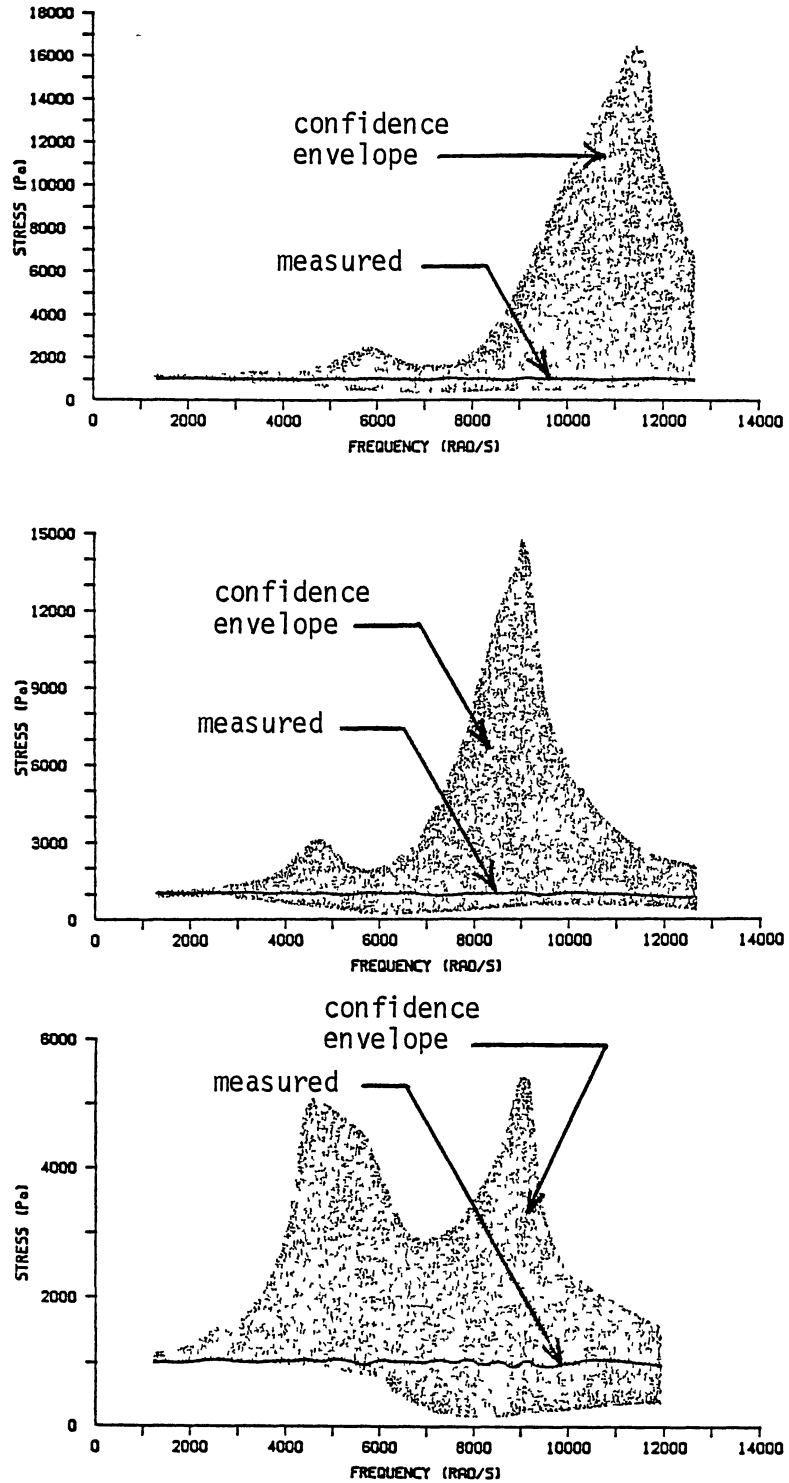 18000
16000
14000
12000
10000
8000
6000
4000
2000
0
STRESS (Pa)
confidence
envelope
measured
0 2000 4000 6000 8000 10000 12000 14000
FREQUENCY (RAD/S)
15000
12000
9000
6000
3000
0
STRESS (Pa)
confidence
envelope
measured
0 2000 4000 6000 8000 10000 12000 14000
FREQUENCY (RAD/S)
confidence
envelope
measured
6000
4000
2000
0
STRESS (Pa)
0 2000 4000 6000 8000 10000 12000 14000
FREQUENCY (RAD/S)